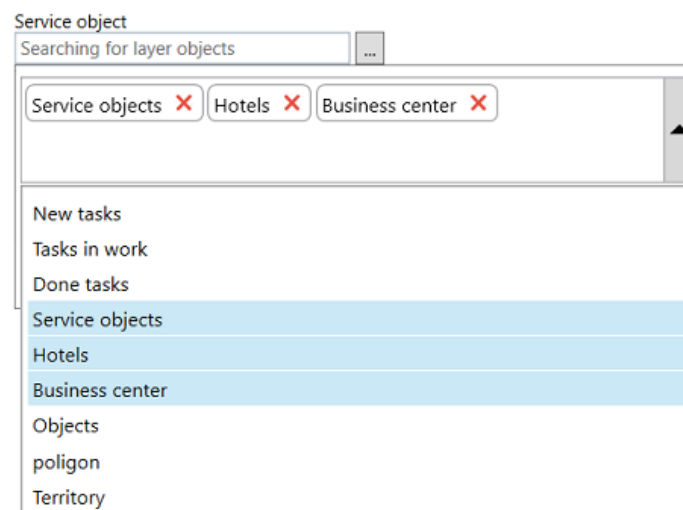 Service object
Searching for layer objects ...
Service objects Hotels Business center
New tasks
Tasks in work
Done tasks
Service objects
Hotels
Business center
Objects
poligon
Territory